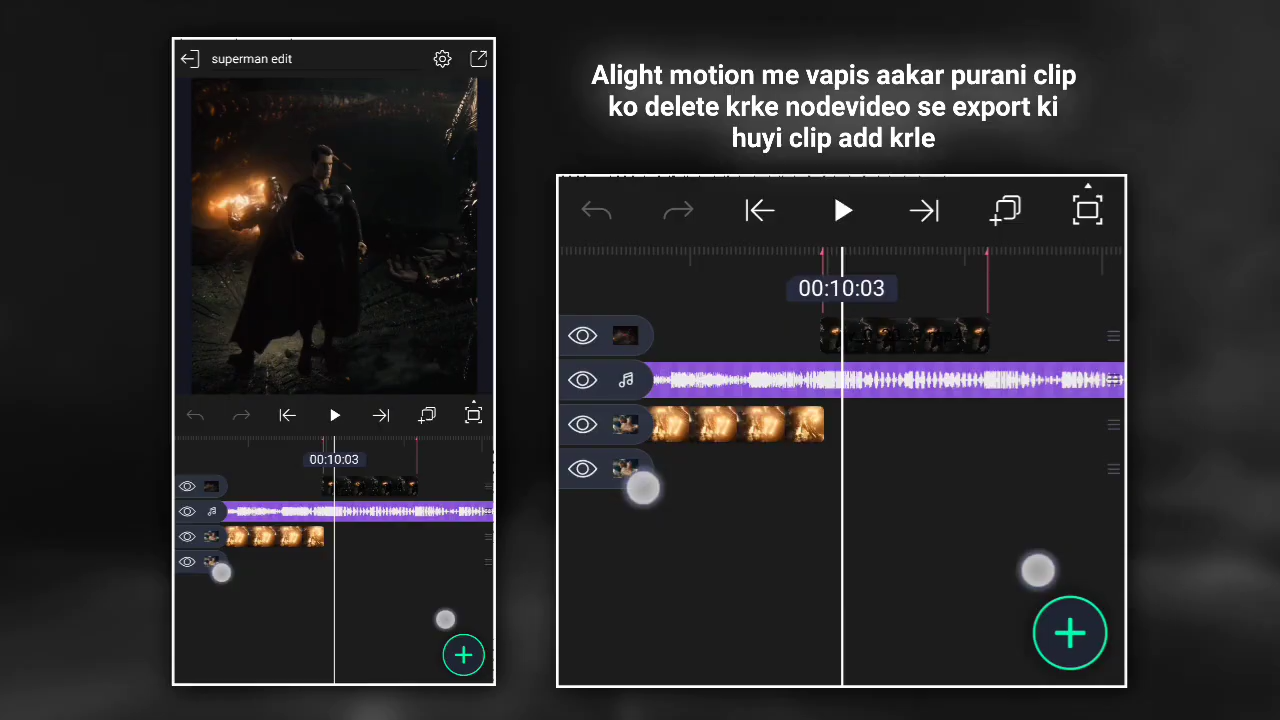 superman edit
00:10:03
Alight motion me vapis aakar purani clip
ko delete krke nodevideo se export ki
huyi clip add krle
00:10:03